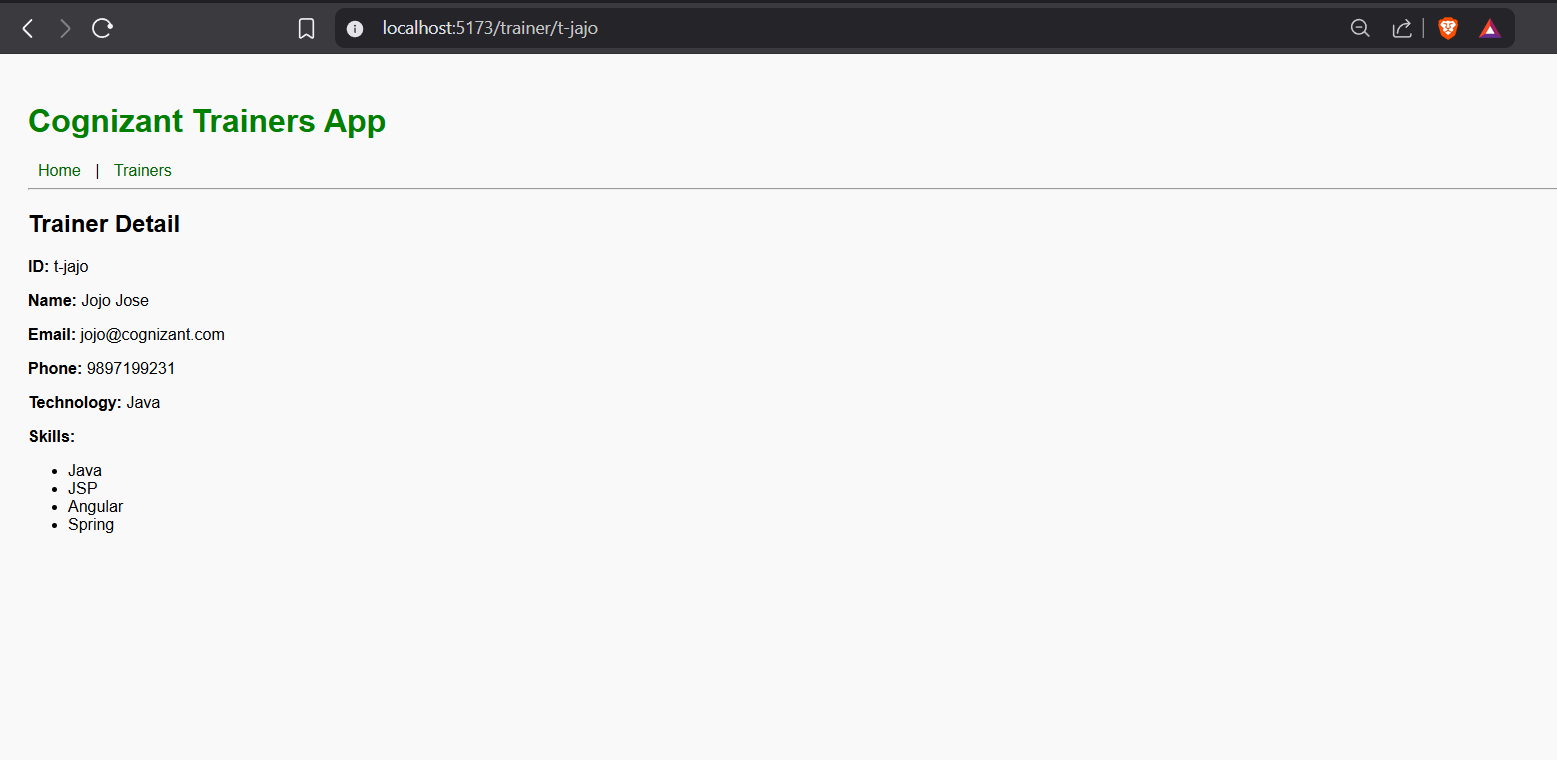 localhost:5173/trainer/t-jajo
Cognizant Trainers App
Home | Trainers
Trainer Detail
ID: t-jajo
Name: Jojo Jose
Email: jojo@cognizant.com
Phone: 9897199231
Technology: Java
Skills:
• Java
• JSP
• Angular
• Spring